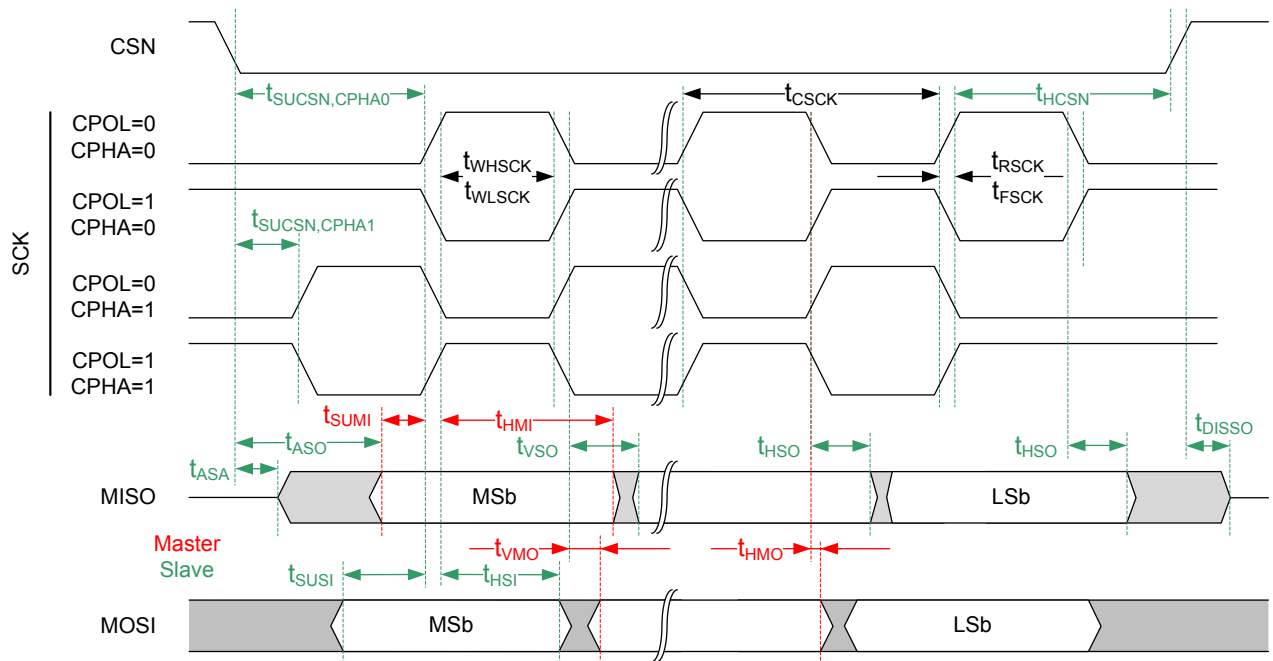 CSN
tSUCSN,CPHA0
tCSCK
tHCSN
SCK
CPOL=0
CPHA=0
tWHSCK
tWLSCK
tRSCK
tFSCK
CPOL=1
CPHA=0
tSUCSN,CPHA1
CPOL=0
CPHA=1
CPOL=1
CPHA=1
tSUMI
tHMI
tASO
tVSO
tHSO
tHSO
tDISSO
tASA
MISO
MSb
LSb
Master
Slave
tVMO
tHMO
tSUSI
tHSI
MOSI
MSb
LSb